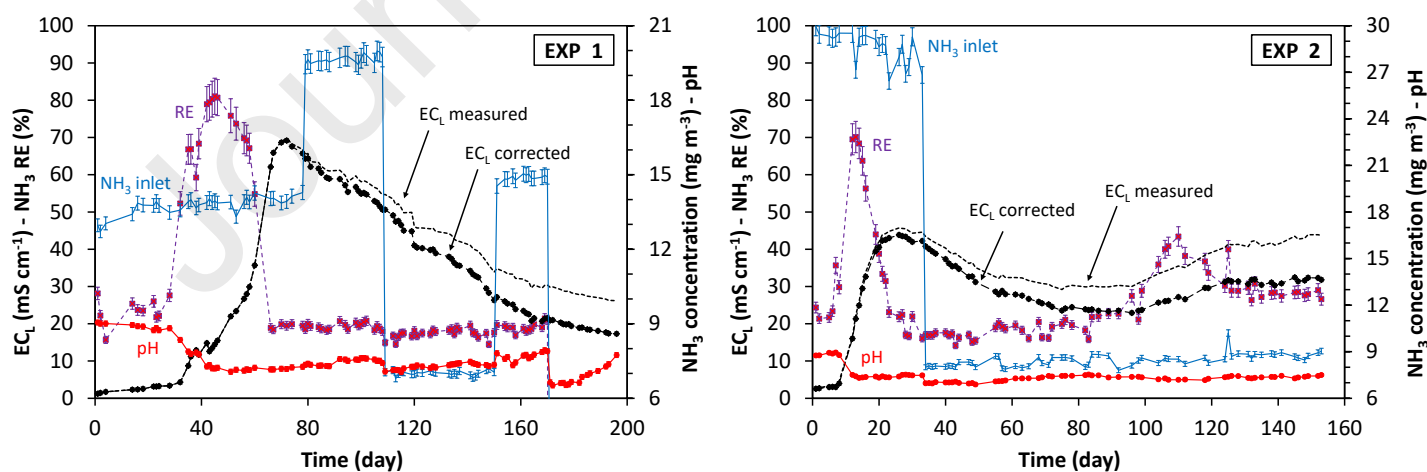 Jour
EXP 1
EXP 2
EC_L (mS cm⁻¹) - NH₃ RE (%)
100
90
80
70
60
50
40
30
20
10
0
NH₃ inlet
RE
pH
NH₃ inlet
EC_L measured
EC_L corrected
21
18
15
12
9
6
NH₃ concentration (mg m⁻³) - pH
0 40 80 120 160 200
Time (day)
EC_L (mS cm⁻¹) - NH₃ RE (%)
100
90
80
70
60
50
40
30
20
10
0
NH₃ inlet
RE
EC_L corrected
EC_L measured
pH
30
27
24
21
18
15
12
9
6
NH₃ concentration (mg m⁻³) - pH
0 20 40 60 80 100 120 140 160
Time (day)